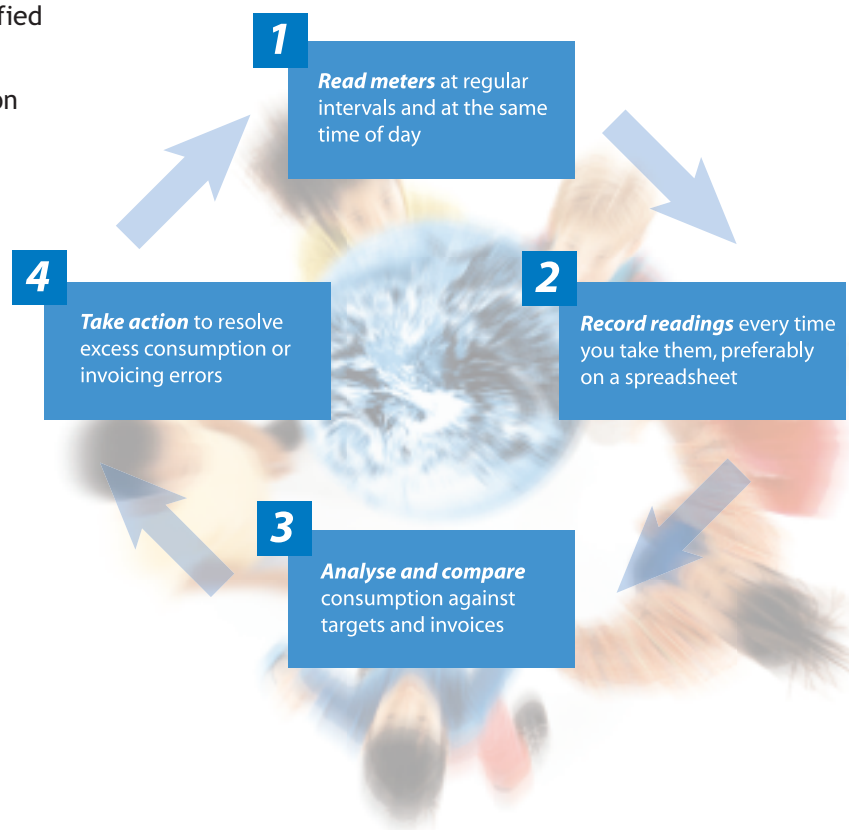 fied
on
1
Read meters at regular
intervals and at the same
time of day
2
Record readings every time
you take them, preferably
on a spreadsheet
3
Analyse and compare
consumption against
targets and invoices
4
Take action to resolve
excess consumption or
invoicing errors